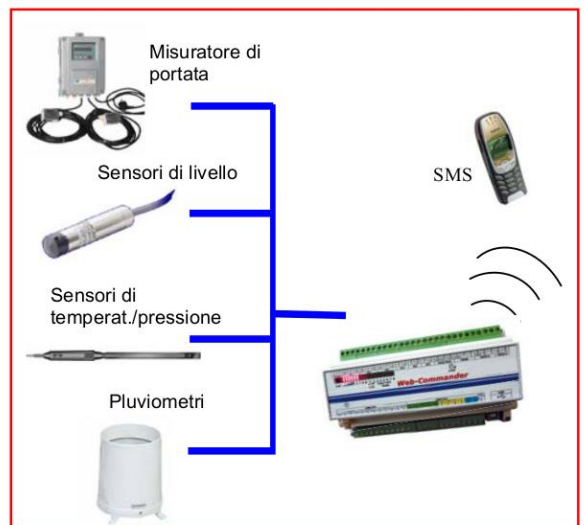 Misuratore di
portata
Sensori di livello
SMS
Sensori di
temperat./pressione
Web-Commander
Pluviometri